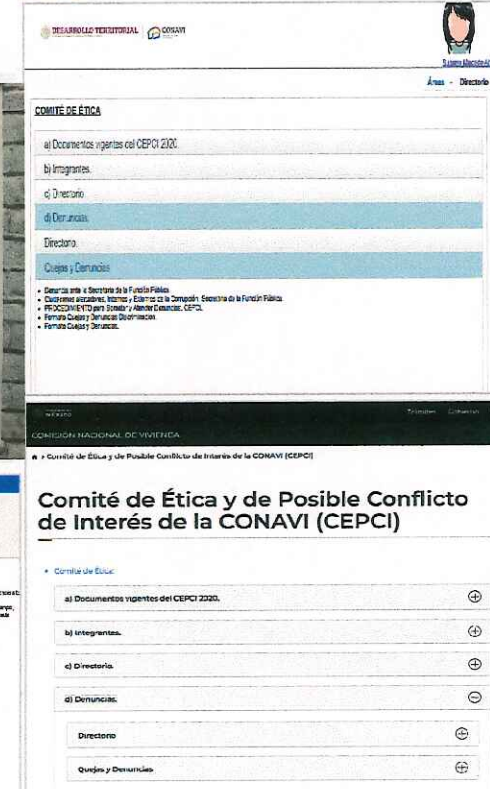 DESARROLLO TERRITORIAL CONAVI
Áreas - Directorio
COMITÉ DE ÉTICA
a) Documentos vigentes del CEPCI 2020.
b) Integrantes.
c) Directorio
d) Denuncias.
Directorio.
Quejas y Denuncias
Denuncia ante la Secretaría de la Función Pública
Ciudadanos alertadores, Internos y Externos de la Corrupción. Secretaría de la Función Pública
PROCEDIMIENTO para Someter y Atender Denuncias, CEPCI.
Formato Quejas y Denuncias Discriminación.
Formato Quejas y Denuncias.
MÉXICO Trámites Gobierno
COMISIÓN NACIONAL DE VIVIENDA
Comité de Ética y de Posible Conflicto de Interés de la CONAVI (CEPCI)
Comité de Ética y de Posible Conflicto
de Interés de la CONAVI (CEPCI)
Comité de Ética:
a) Documentos vigentes del CEPCI 2020.
b) Integrantes.
c) Directorio.
d) Denuncias.
Directorio
Quejas y Denuncias